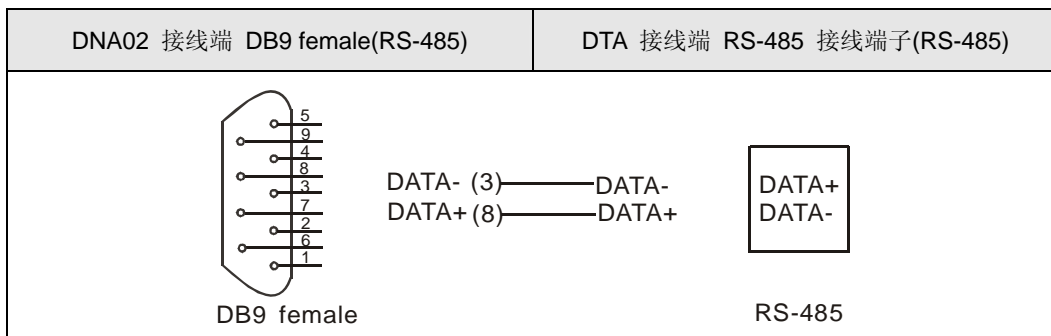 DNA02 接线端 DB9 female(RS-485)
DTA 接线端 RS-485 接线端子(RS-485)
5
9
4
8
3
7
2
6
1
DB9 female
DATA- (3) DATA-
DATA+ (8) DATA+
DATA+
DATA-
RS-485